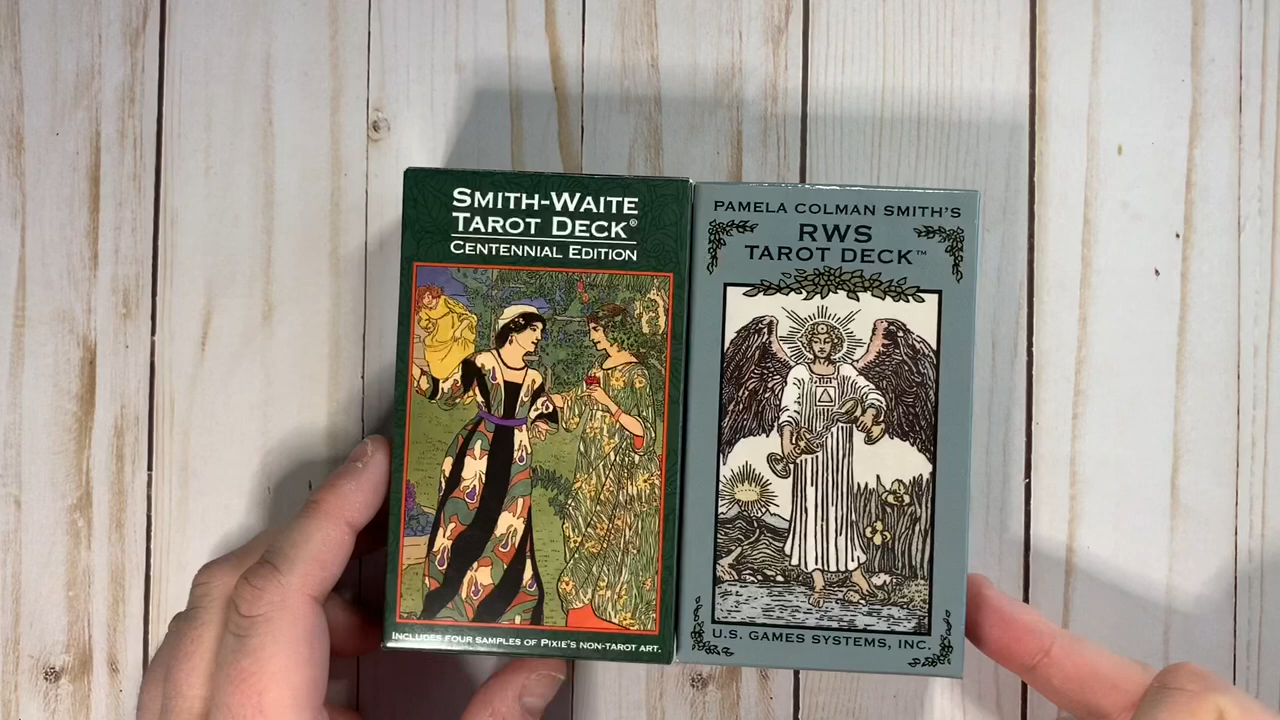 SMITH-WAITE
TAROT DECK®
CENTENNIAL EDITION
INCLUDES FOUR SAMPLES OF PIXIE'S NON-TAROT ART.
PAMELA COLMAN SMITH'S
RWS
TAROT DECK™
U.S. GAMES SYSTEMS, INC.